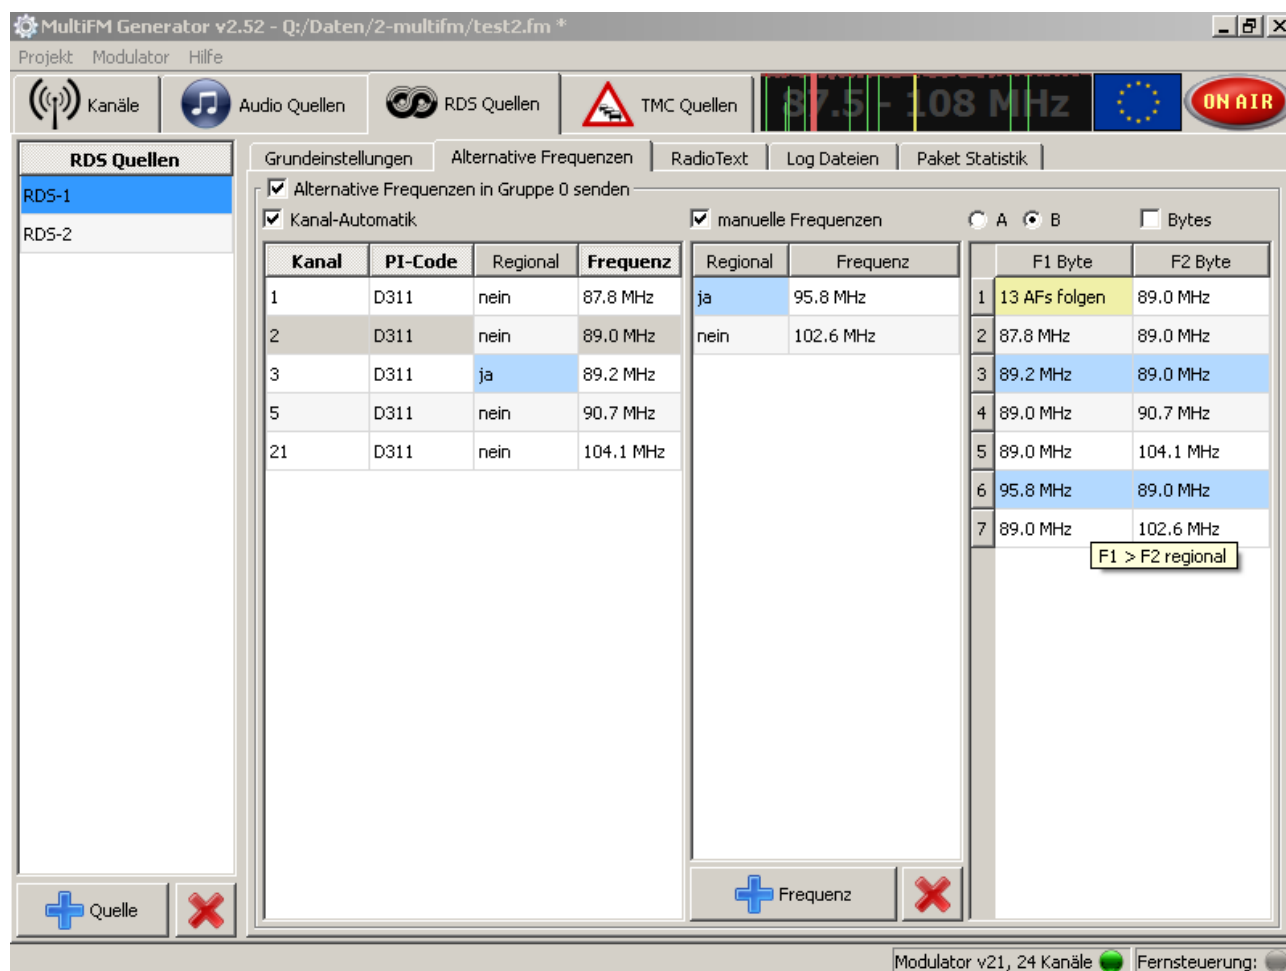 MultiFM Generator v2.52 - Q:/Daten/2-multifm/test2.fm *
Projekt Modulator Hilfe
Kanäle Audio Quellen RDS Quellen TMC Quellen 87.5 - 108 MHz ON AIR
RDS Quellen
RDS-1
RDS-2
Grundeinstellungen Alternative Frequenzen RadioText Log Dateien Paket Statistik
Alternative Frequenzen in Gruppe 0 senden
Kanal-Automatik manuelle Frequenzen A B Bytes
Kanal PI-Code Regional Frequenz Regional Frequenz F1 Byte F2 Byte
1 D311 nein 87.8 MHz ja 95.8 MHz 1 13 AFs folgen 89.0 MHz
2 D311 nein 89.0 MHz nein 102.6 MHz 2 87.8 MHz 89.0 MHz
3 D311 ja 89.2 MHz 3 89.2 MHz 89.0 MHz
5 D311 nein 90.7 MHz 4 89.0 MHz 90.7 MHz
21 D311 nein 104.1 MHz 5 89.0 MHz 104.1 MHz
6 95.8 MHz 89.0 MHz
7 89.0 MHz 102.6 MHz
F1 > F2 regional
Quelle Frequenz
Modulator v21, 24 Kanäle Fernsteuerung: